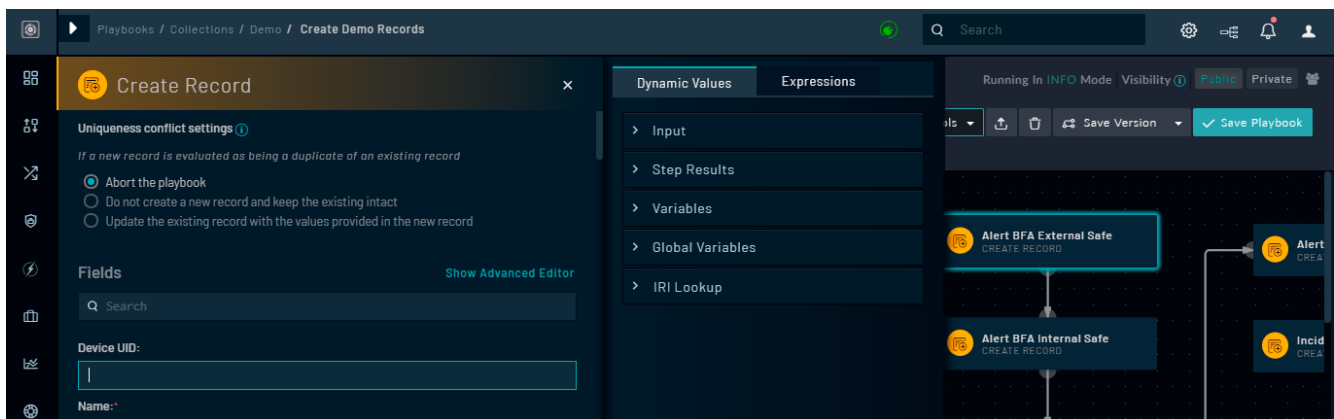 Playbooks / Collections / Demo / Create Demo Records
Search
Create Record
Uniqueness conflict settings
If a new record is evaluated as being a duplicate of an existing record
Abort the playbook
Do not create a new record and keep the existing intact
Update the existing record with the values provided in the new record
Fields
Show Advanced Editor
Search
Device UID:
Name:*
Dynamic Values
Expressions
Input
Step Results
Variables
Global Variables
IRI Lookup
Running In INFO Mode
Visibility
Public
Private
Save Version
Save Playbook
Alert BFA External Safe
CREATE RECORD
Alert BFA Internal Safe
CREATE RECORD
Alert
Incid